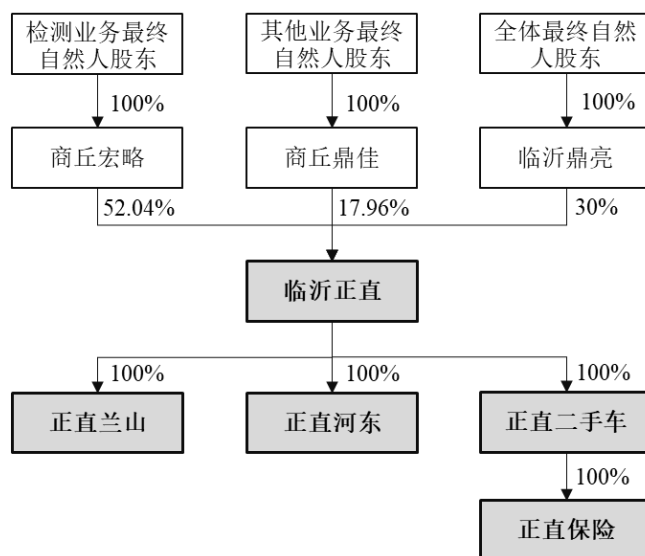 检测业务最终
自然人股东
其他业务最终
自然人股东
全体最终自然
人股东
100%
100%
100%
商丘宏略
商丘鼎佳
临沂鼎亮
52.04%
17.96%
30%
临沂正直
100%
100%
100%
正直兰山
正直河东
正直二手车
100%
正直保险